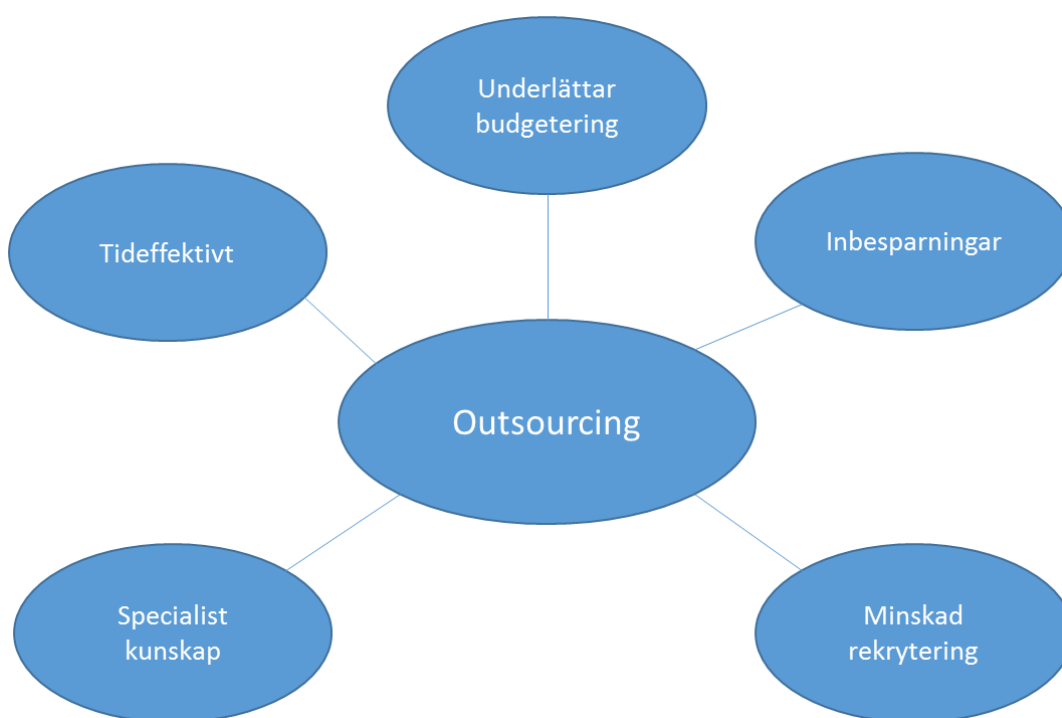 Underlättar
budgetering
Tideffektivt
Inbesparningar
Outsourcing
Specialist
kunskap
Minskad
rekrytering